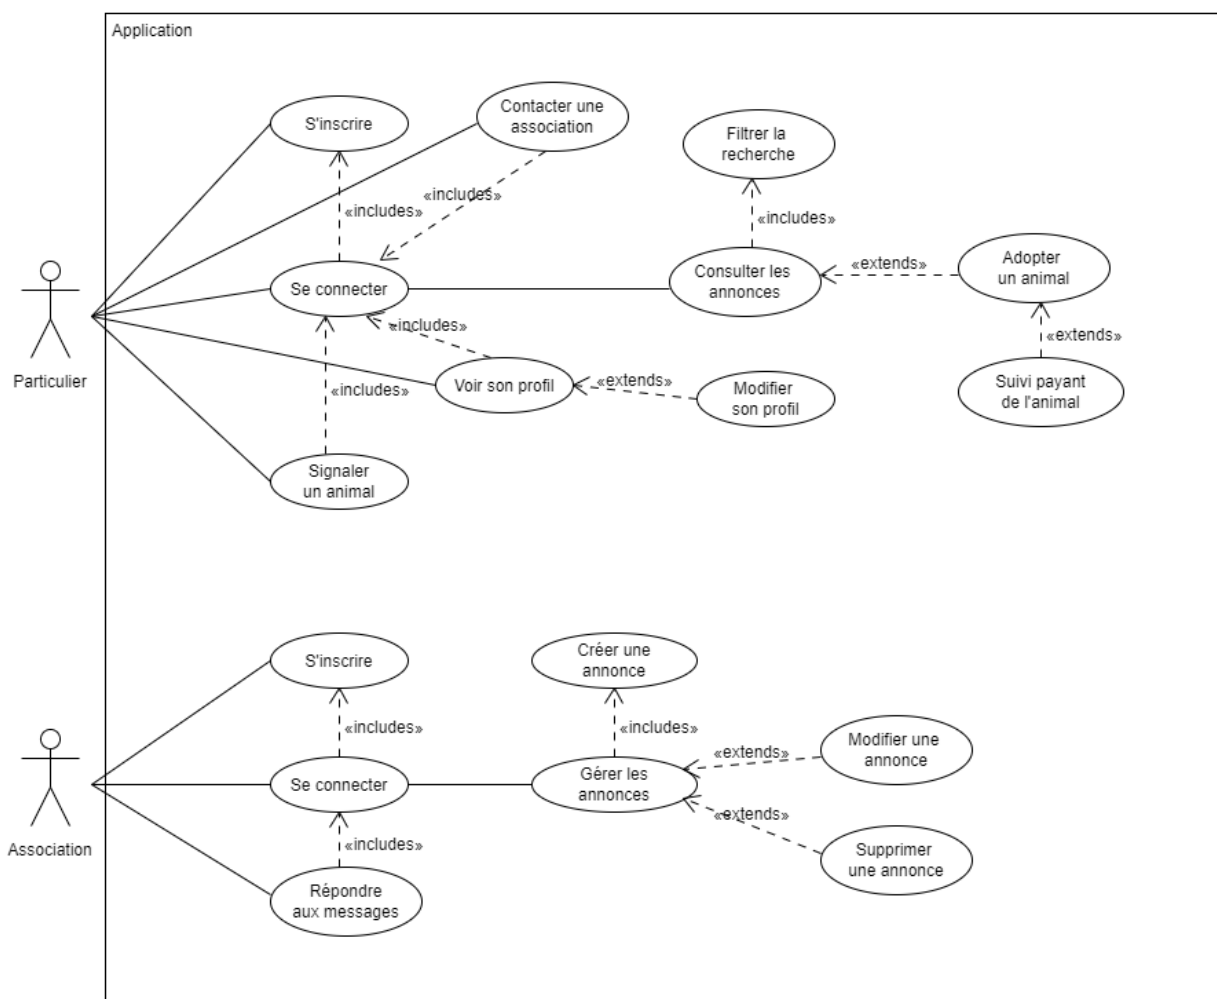 Application
S'inscrire
Contacter une
association
Filtrer la
recherche
«includes»
«includes»
«includes»
Se connecter
Consulter les
annonces
«extends»
Adopter
un animal
Particulier
«includes»
«includes»
Voir son profil
«extends»
Modifier
son profil
«extends»
Suivi payant
de l'animal
Signaler
un animal
S'inscrire
Créer une
annonce
«includes»
«includes»
Modifier une
annonce
«extends»
Association
Se connecter
Gérer les
annonces
«extends»
«includes»
Supprimer
une annonce
Répondre
aux messages